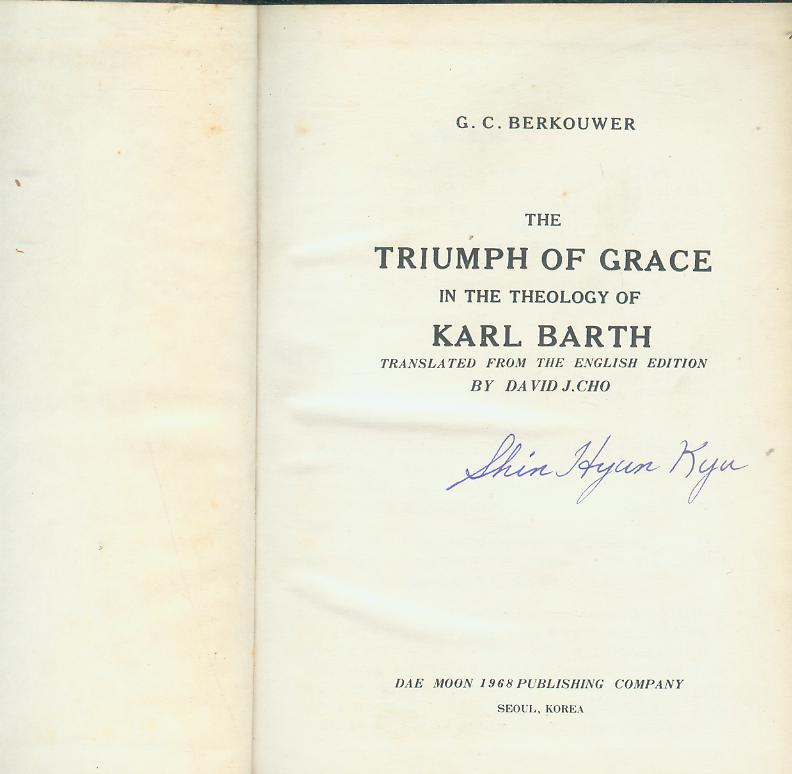 G. C. BERKOUWER
THE
TRIUMPH OF GRACE
IN THE THEOLOGY OF
KARL BARTH
TRANSLATED FROM THE ENGLISH EDITION
BY DAVID J.CHO
Shin Hyun Kyu
DAE MOON 1968 PUBLISHING COMPANY
SEOUL, KOREA